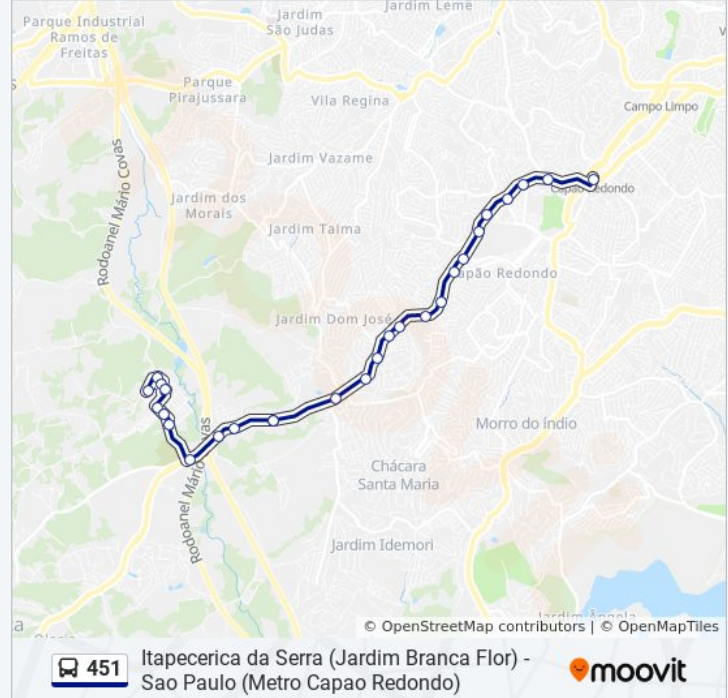 Jardim Leme
Jardim
São Judas
Parque Industrial
Ramos de
Freitas
Parque
Pirajussara
Vila Regina
Campo Limpo
Jardim Vazame
Jardim dos
Morais
Capão Redondo
Jardim Taima
Rodoanel Mário Covas
Capão Redondo
Jardim Dom José
Morro do Índio
Chácara
Santa Maria
Rodoanel Mário Covas
Jardim Idemori
Jardim Ângela
© OpenStreetMap contributors | © OpenMapTiles
451
Itapecerica da Serra (Jardim Branca Flor) -
Sao Paulo (Metro Capao Redondo)
moovit